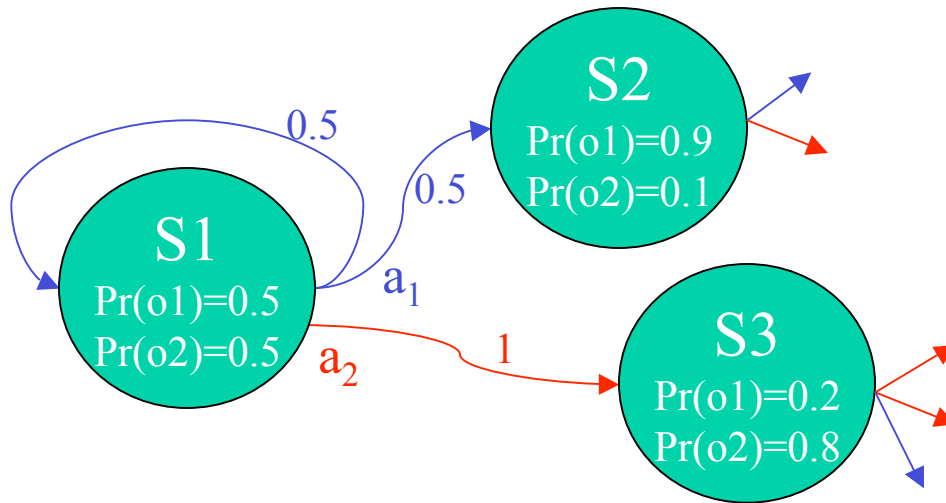 0.5
S2
Pr(o1)=0.9
Pr(o2)=0.1
0.5
S1
Pr(o1)=0.5
Pr(o2)=0.5
a₁
a₂
1
S3
Pr(o1)=0.2
Pr(o2)=0.8